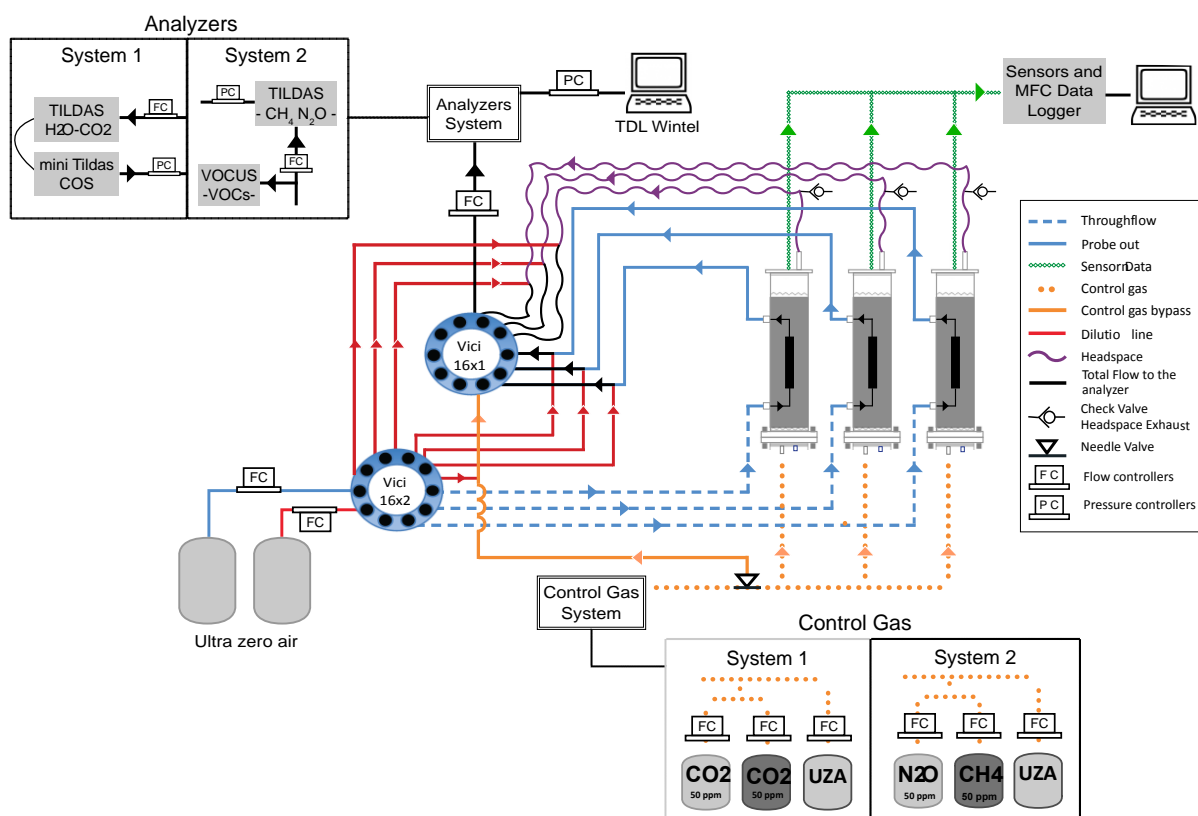 Analyzers
System 1
System 2
TILDAS
H2O-CO2
FC
mini Tildas
COS
PC
PC
TILDAS
- CH4 N2O -
FC
VOCUS
-VOCs-
Analyzers
System
PC
TDL Wintel
FC
Sensors and
MFC Data
Logger
Vici
16x1
Vici
16x2
FC
FC
Ultra zero air
Throughflow
Probe out
SensornData
Control gas
Control gas bypass
Dilutio line
Headspace
Total Flow to the
analyzer
Check Valve
Headspace Exhaust
Needle Valve
F C
Flow controllers
P C
Pressure controllers
Control Gas
System
Control Gas
System 1
FC
FC
FC
CO2
50 ppm
CO2
50 ppm
UZA
System 2
FC
FC
FC
N2O
50 ppm
CH4
50 ppm
UZA